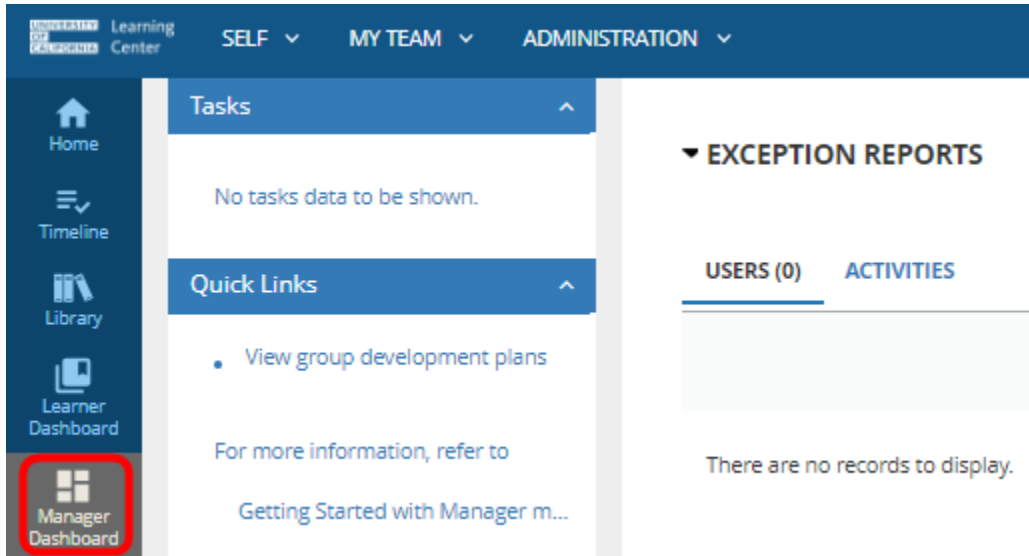 UNIVERSITY OF CALIFORNIA Learning Center
SELF
MY TEAM
ADMINISTRATION
Home
Timeline
Library
Learner
Dashboard
Manager
Dashboard
Tasks
No tasks data to be shown.
Quick Links
View group development plans
For more information, refer to
Getting Started with Manager m...
EXCEPTION REPORTS
USERS (0)
ACTIVITIES
There are no records to display.